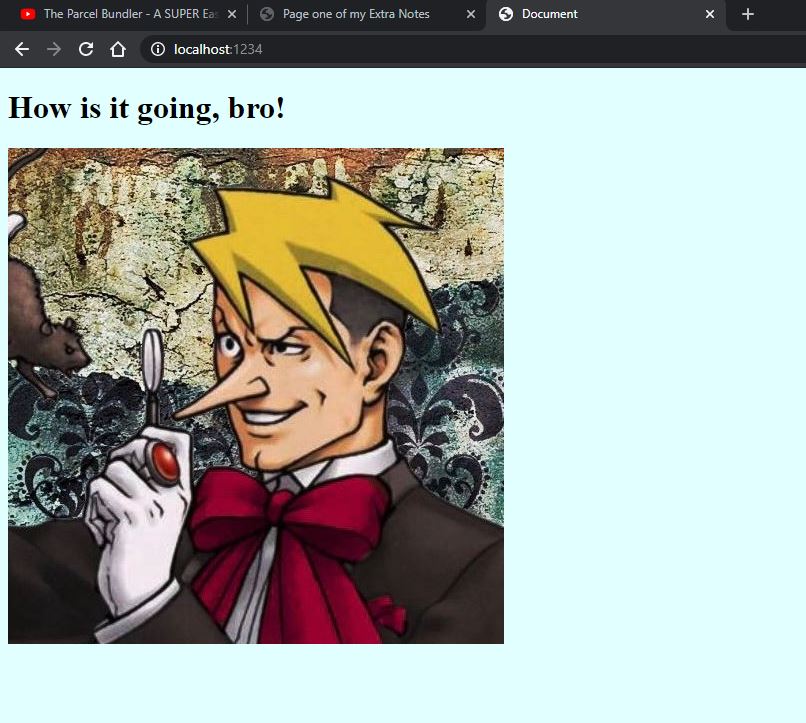 The Parcel Bundler - A SUPER Eas
Page one of my Extra Notes
Document
localhost:1234
How is it going, bro!